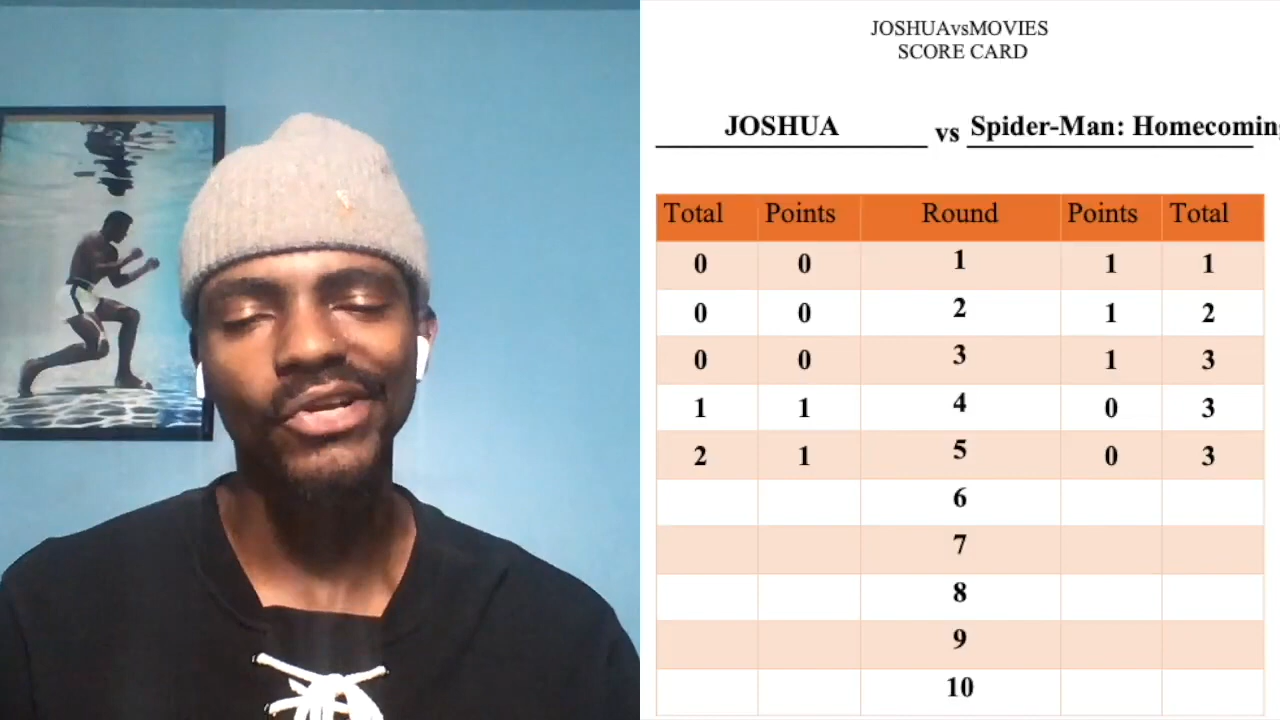 JOSHUAvsMOVIES
SCORE CARD
JOSHUA vs Spider-Man: Homecoming
Total Points Round Points Total
0 0 1 1 1
0 0 2 1 2
0 0 3 1 3
1 1 4 0 3
2 1 5 0 3
6
7
8
9
10